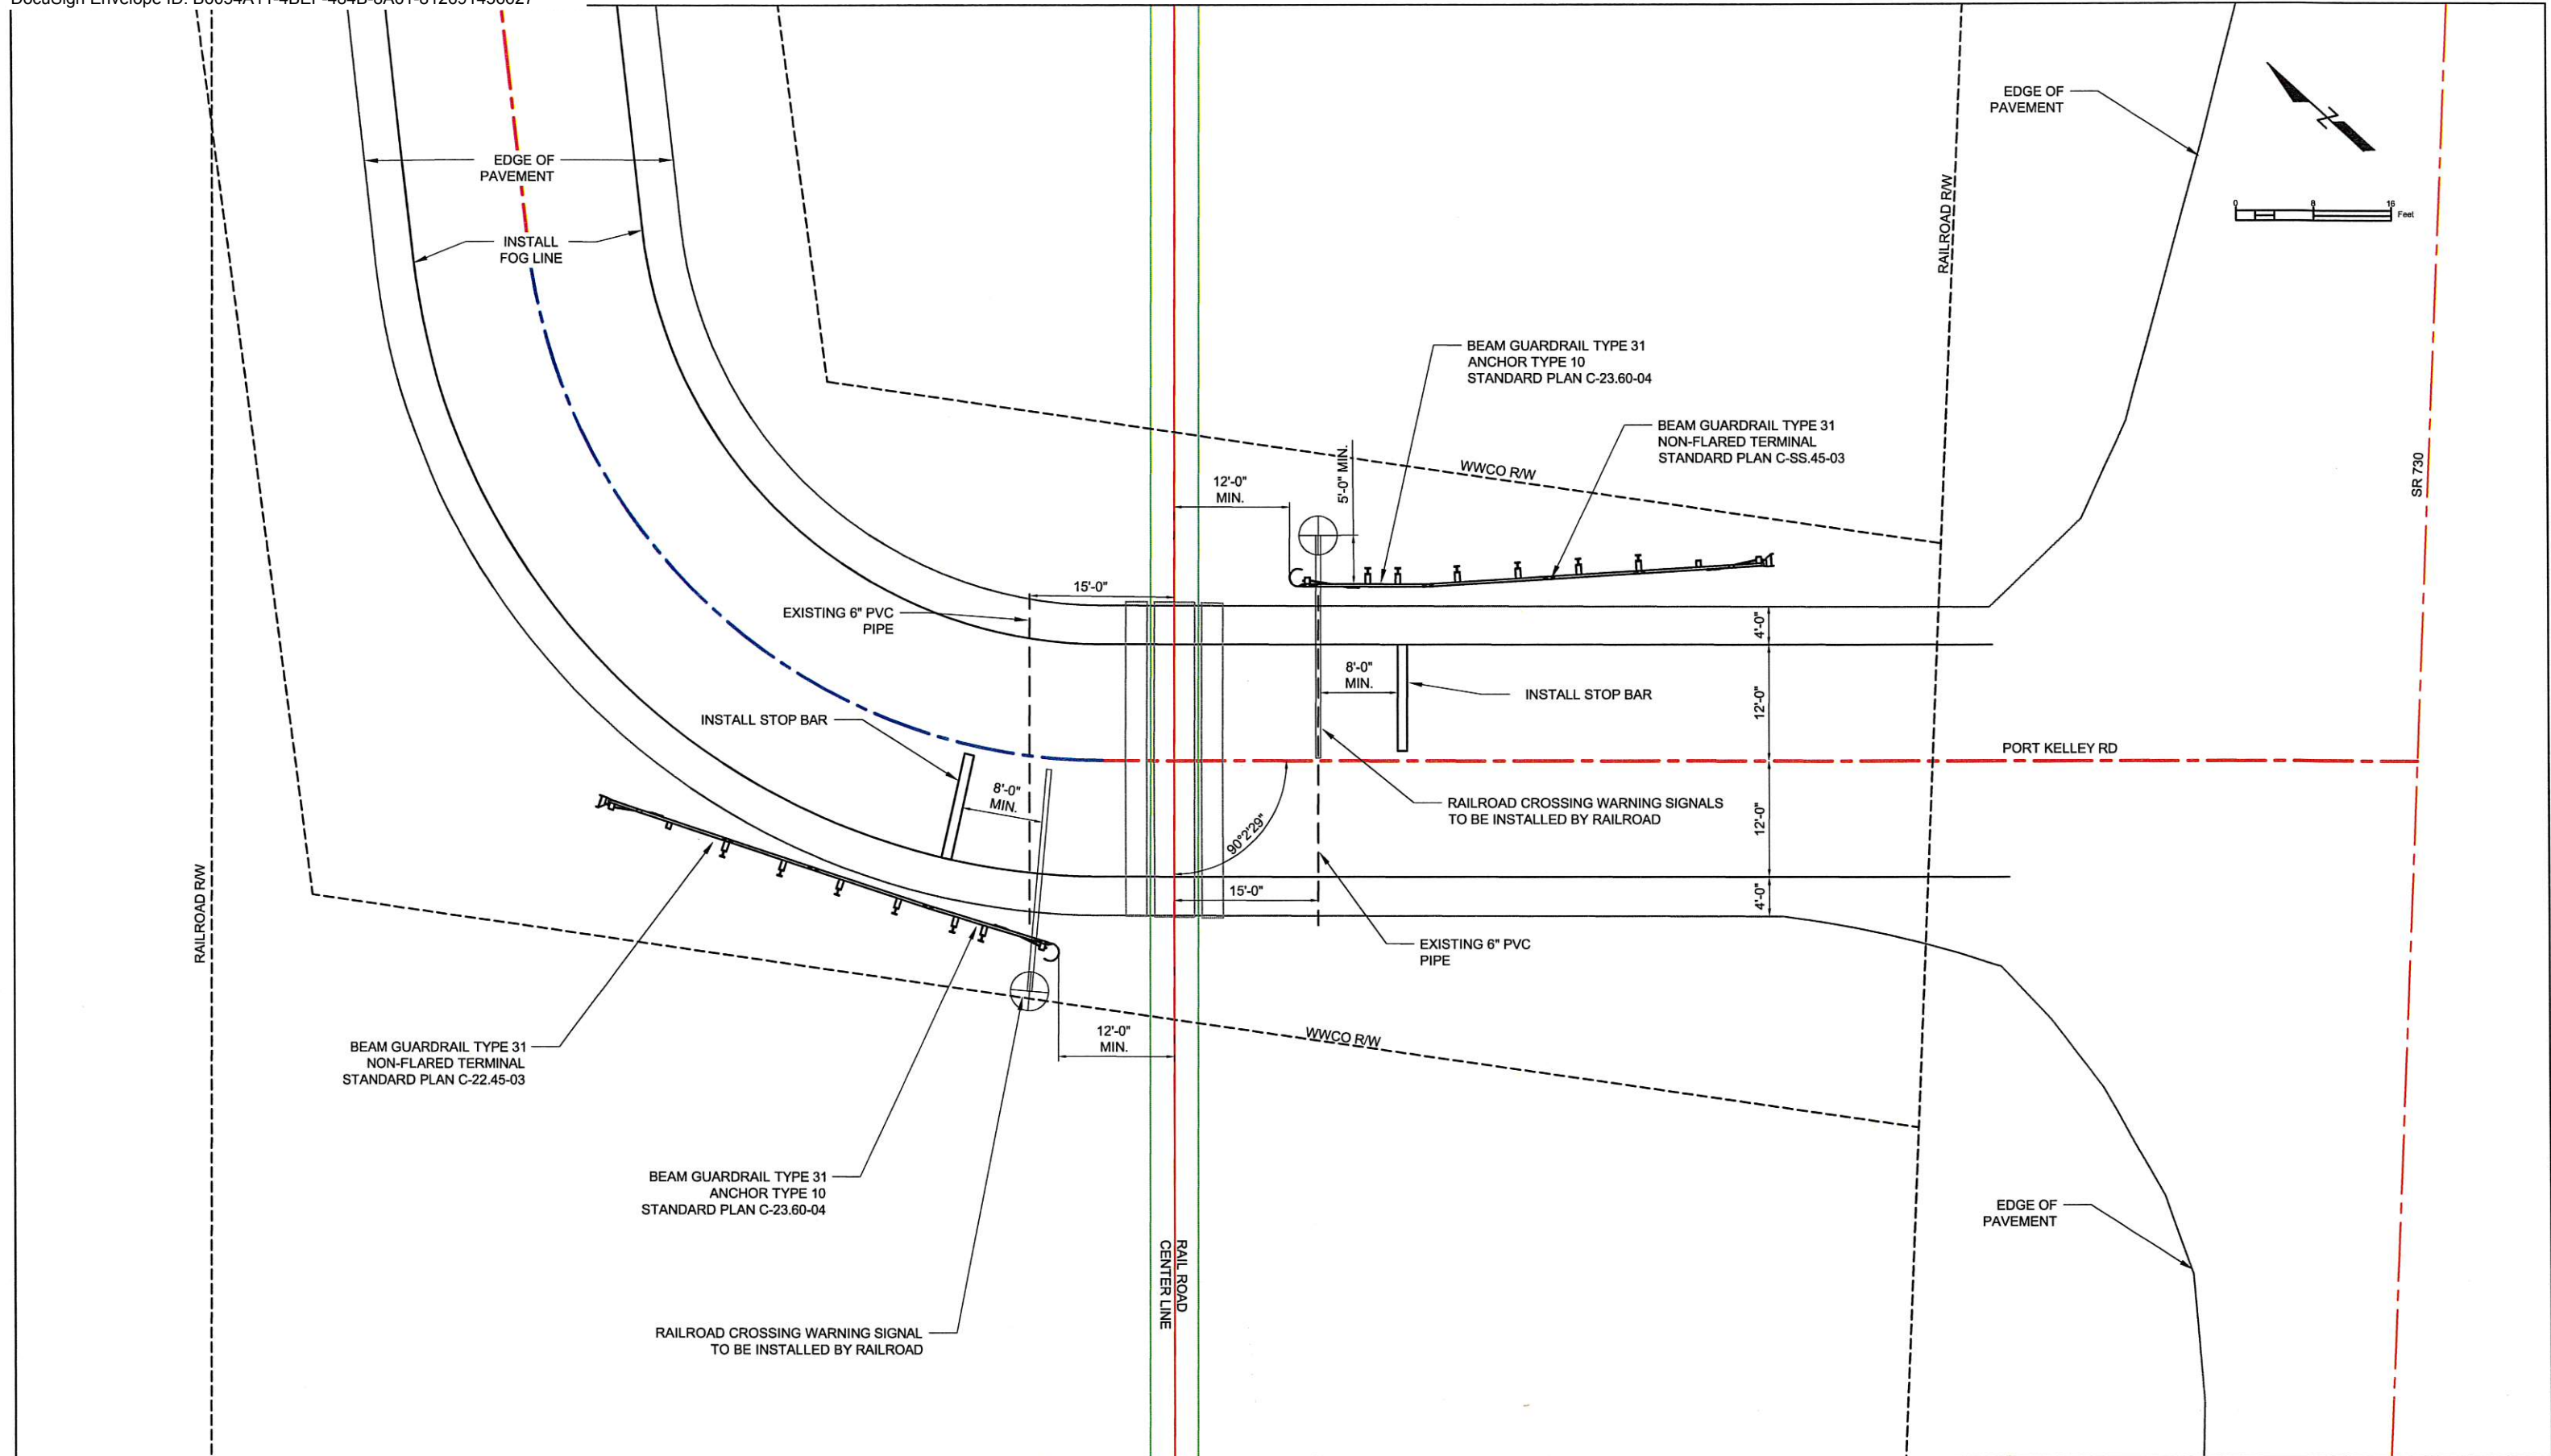 EDGE OF
PAVEMENT
INSTALL
FOG LINE
EDGE OF
PAVEMENT
0 8 16
Feet
RAILROAD R/W
BEAM GUARDRAIL TYPE 31
ANCHOR TYPE 10
STANDARD PLAN C-23.60-04
BEAM GUARDRAIL TYPE 31
NON-FLARED TERMINAL
STANDARD PLAN C-SS.45-03
WWCO R/W
SR 730
12'-0"
MIN.
5'-0" MIN.
15'-0"
EXISTING 6" PVC
PIPE
4'-0"
8'-0"
MIN.
INSTALL STOP BAR
12'-0"
INSTALL STOP BAR
PORT KELLEY RD
8'-0"
MIN.
RAILROAD CROSSING WARNING SIGNALS
TO BE INSTALLED BY RAILROAD
12'-0"
90°2'29"
15'-0"
4'-0"
RAILROAD R/W
EXISTING 6" PVC
PIPE
12'-0"
MIN.
WWCO R/W
BEAM GUARDRAIL TYPE 31
NON-FLARED TERMINAL
STANDARD PLAN C-22.45-03
BEAM GUARDRAIL TYPE 31
ANCHOR TYPE 10
STANDARD PLAN C-23.60-04
EDGE OF
PAVEMENT
RAIL ROAD
CENTER LINE
RAILROAD CROSSING WARNING SIGNAL
TO BE INSTALLED BY RAILROAD